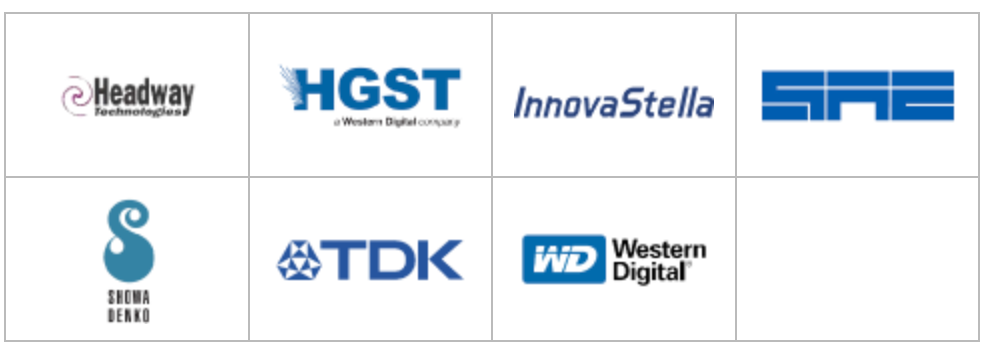 Headway
Technologies
HGST
a Western Digital company
InnovaStella
SAE
SHOWA
DENKO
TDK
WD Western
Digital®